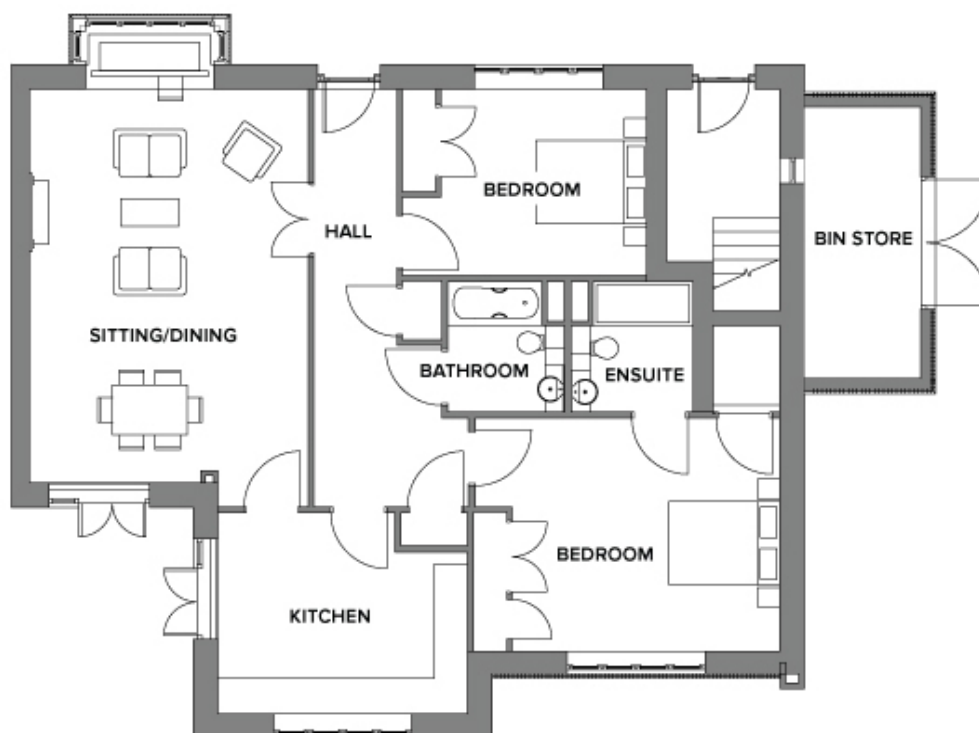 BEDROOM
HALL
BIN STORE
SITTING/DINING
BATHROOM
ENSUITE
BEDROOM
KITCHEN